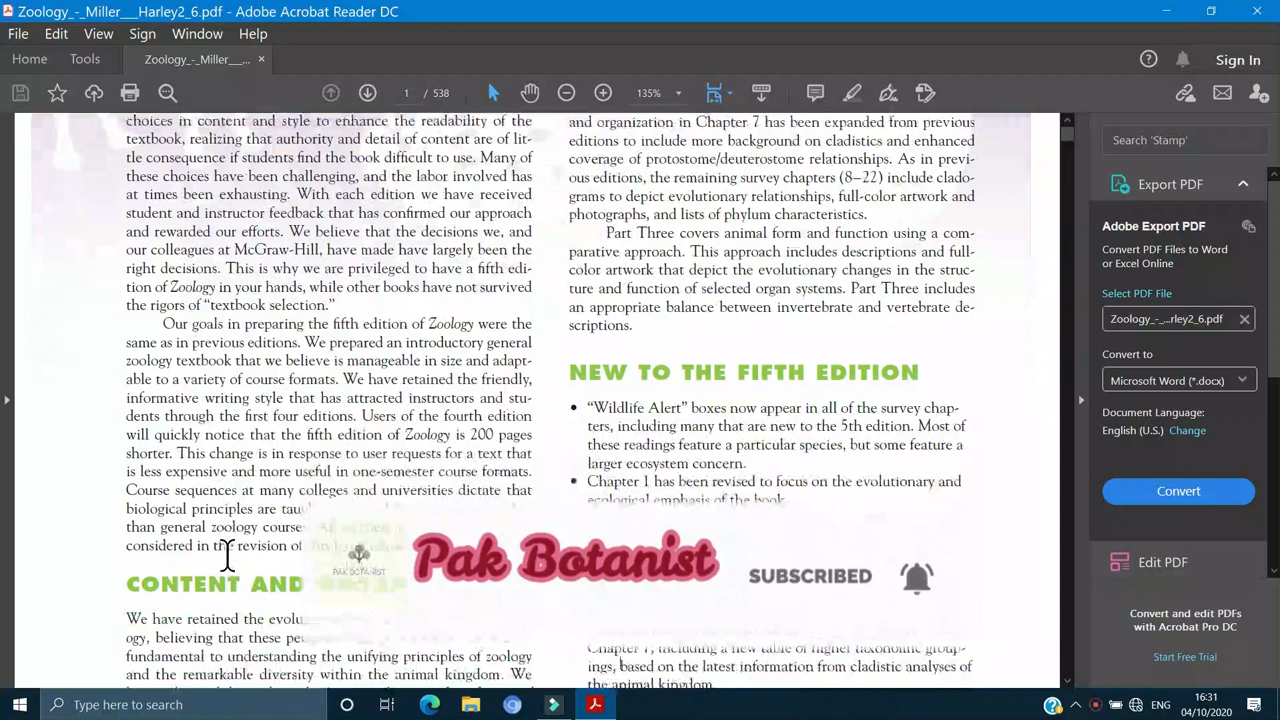 Zoology_-_Miller___Harley2_6.pdf - Adobe Acrobat Reader DC
File Edit View Sign Window Help
Home Tools Zoology_-_Miller___... × Sign In
1 / 538 135%
choices in content and style to enhance the readability of the
textbook, realizing that authority and detail of content are of lit-
tle consequence if students find the book difficult to use. Many of
these choices have been challenging, and the labor involved has
at times been exhausting. With each edition we have received
student and instructor feedback that has confirmed our approach
and rewarded our efforts. We believe that the decisions we, and
our colleagues at McGraw-Hill, have made have largely been the
right decisions. This is why we are privileged to have a fifth edi-
tion of Zoology in your hands, while other books have not survived
the rigors of “textbook selection.”
Our goals in preparing the fifth edition of Zoology were the
same as in previous editions. We prepared an introductory general
zoology textbook that we believe is manageable in size and adapt-
able to a variety of course formats. We have retained the friendly,
informative writing style that has attracted instructors and stu-
dents through the first four editions. Users of the fourth edition
will quickly notice that the fifth edition of Zoology is 200 pages
shorter. This change is in response to user requests for a text that
is less expensive and more useful in one-semester course formats.
Course sequences at many colleges and universities dictate that
biological principles are
than general zoology
considered in the revision of
CONTENT AND
We have retained the
ogy, believing that these
fundamental to understanding the unifying principles of zoology
and the remarkable diversity within the animal kingdom. We
and organization in Chapter 7 has been expanded from previous
editions to include more background on cladistics and enhanced
coverage of protostome/deuterostome relationships. As in previ-
ous editions, the remaining survey chapters (8–22) include clado-
grams to depict evolutionary relationships, full-color artwork and
photographs, and lists of phylum characteristics.
Part Three covers animal form and function using a com-
parative approach. This approach includes descriptions and full-
color artwork that depict the evolutionary changes in the struc-
ture and function of selected organ systems. Part Three includes
an appropriate balance between invertebrate and vertebrate de-
scriptions.
NEW TO THE FIFTH EDITION
• “Wildlife Alert” boxes now appear in all of the survey chap-
ters, including many that are new to the 5th edition. Most of
these readings feature a particular species, but some feature a
larger ecosystem concern.
• Chapter 1 has been revised to focus on the evolutionary and
ecological emphasis of the book.
PAK BOTANIST
Pak Botanist
SUBSCRIBED
Chapter 7, including a new table of higher taxonomic group-
ings, based on the latest information from cladistic analyses of
the animal kingdom.
Search 'Stamp'
Export PDF
Adobe Export PDF
Convert PDF Files to Word
or Excel Online
Select PDF File
Zoology_-_...rley2_6.pdf ×
Convert to
Microsoft Word (*.docx)
Document Language:
English (U.S.) Change
Convert
Edit PDF
Convert and edit PDFs
with Acrobat Pro DC
Start Free Trial
Type here to search
ENG
16:31
04/10/2020